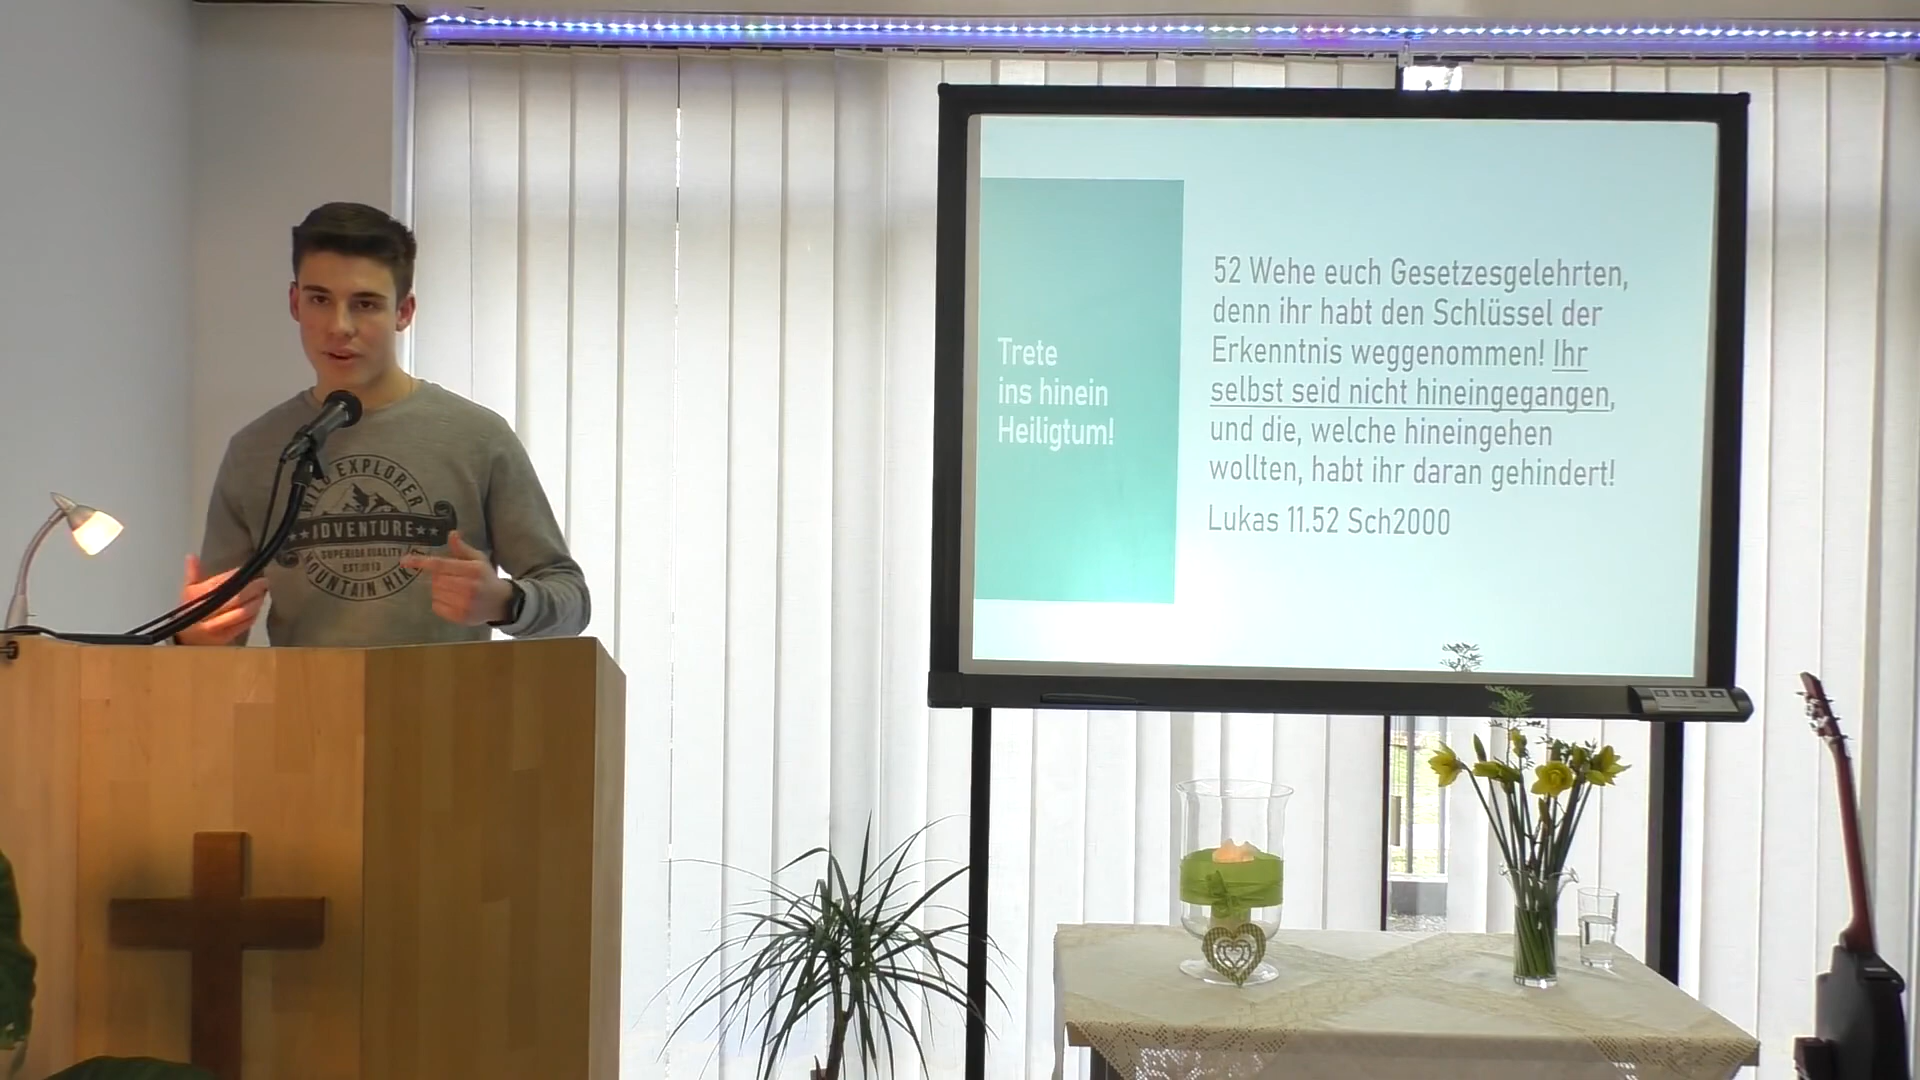 Trete
ins hinein
Heiligtum!
52 Wehe euch Gesetzesgelehrten,
denn ihr habt den Schlüssel der
Erkenntnis weggenommen! Ihr
selbst seid nicht hineingegangen,
und die, welche hineingehen
wollten, habt ihr daran gehindert!
Lukas 11.52 Sch2000
WILD EXPLORER
ADVENTURE
SUPERIOR QUALITY
MOUNTAIN